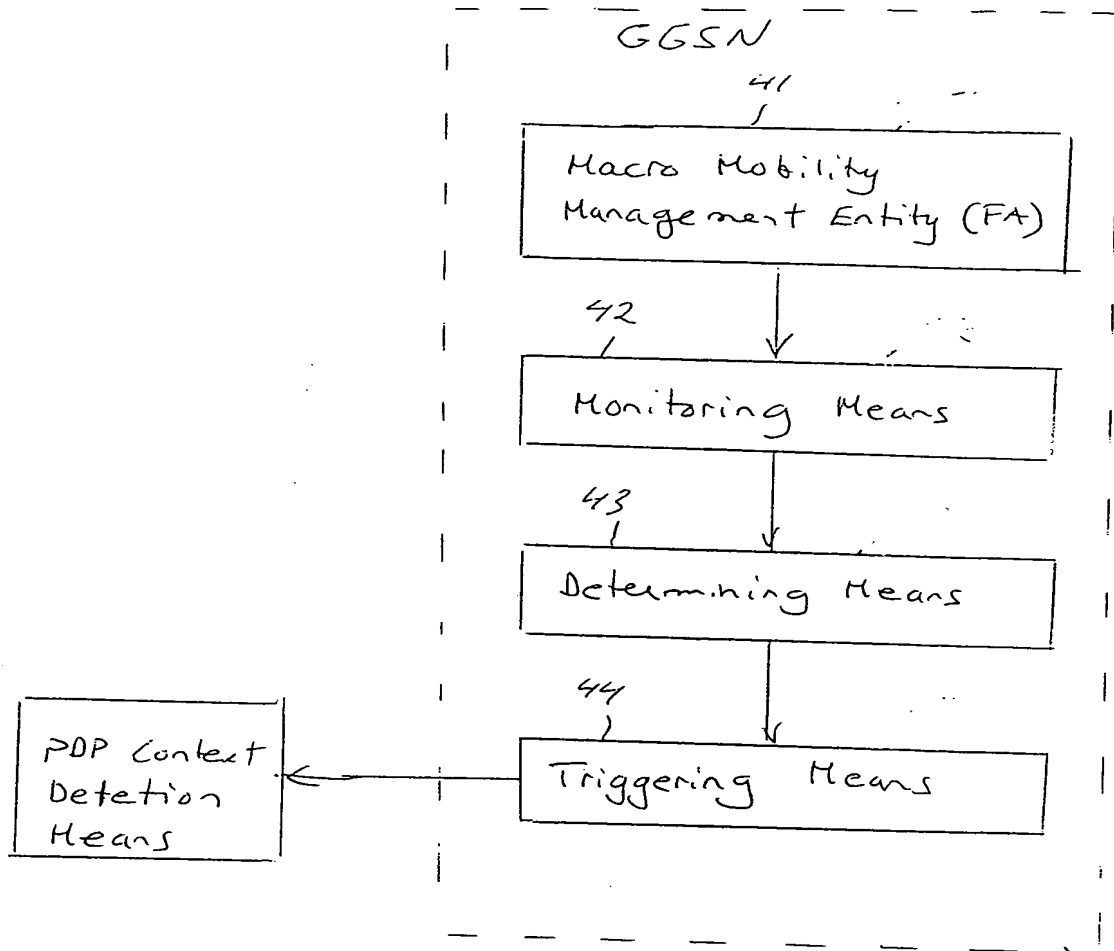 GGSN
41
Macro Mobility
Management Entity (FA)
42
Monitoring Means
43
Determining Means
44
Triggering Means
PDP Context
Detetion
Means